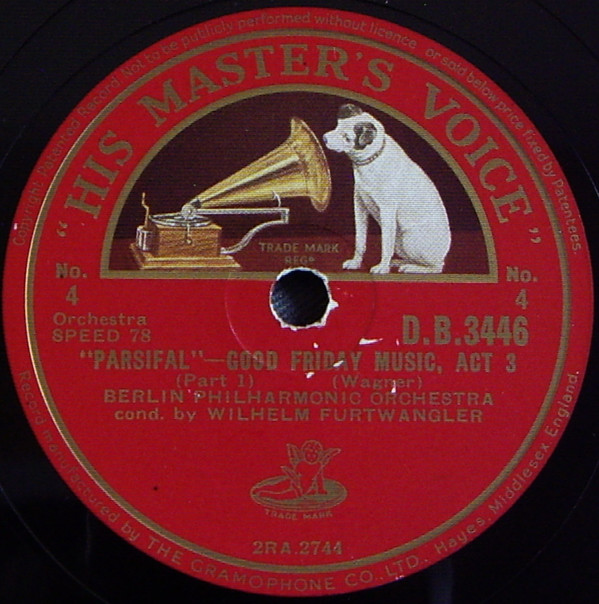 Copyright. Patented Record Not to be publicly performed without licence or sold below price fixed by Patentees.
"HIS MASTER'S VOICE"
TRADE MARK
REGD
No. 4
No. 4
Orchestra
SPEED 78
D.B.3446
"PARSIFAL"—GOOD FRIDAY MUSIC, ACT 3
(Part 1) (Wagner)
BERLIN PHILHARMONIC ORCHESTRA
cond. by WILHELM FURTWANGLER
TRADE MARK
2RA.2744
Record manufactured by THE GRAMOPHONE CO., LTD. Hayes, Middlesex, England.